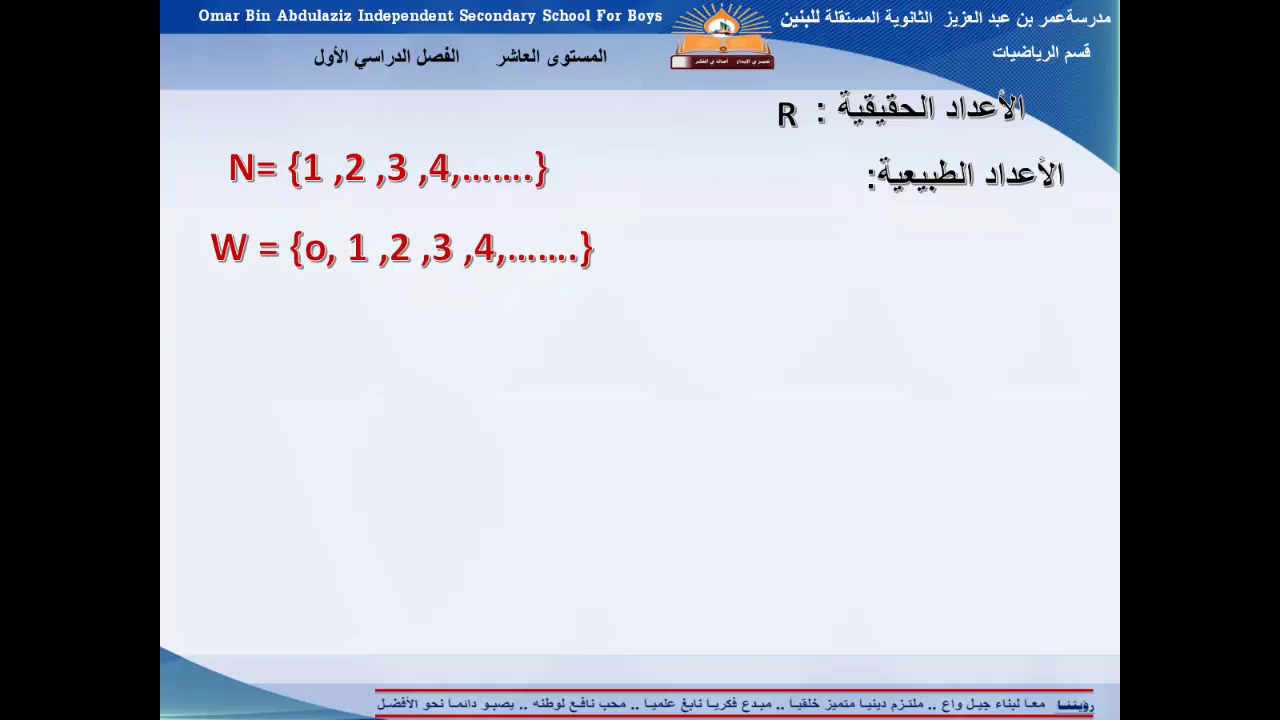 Omar Bin Abdulaziz Independent Secondary School For Boys
مدرسةعمر بن عبد العزيز الثانوية المستقلة للبنين
قسم الرياضيات
المستوى العاشر الفصل الدراسي الأول
الأعداد الحقيقية : R
الأعداد الطبيعية:
N= {1 ,2 ,3 ,4,.......}
W = {o, 1 ,2 ,3 ,4,.......}
رؤيتنا معا لبناء جيل واع .. ملتزم دينيا متميز خلقيا .. مبدع فكريا نابغ علميا .. محب نافع لوطنه .. يصبو دائما نحو الأفضل